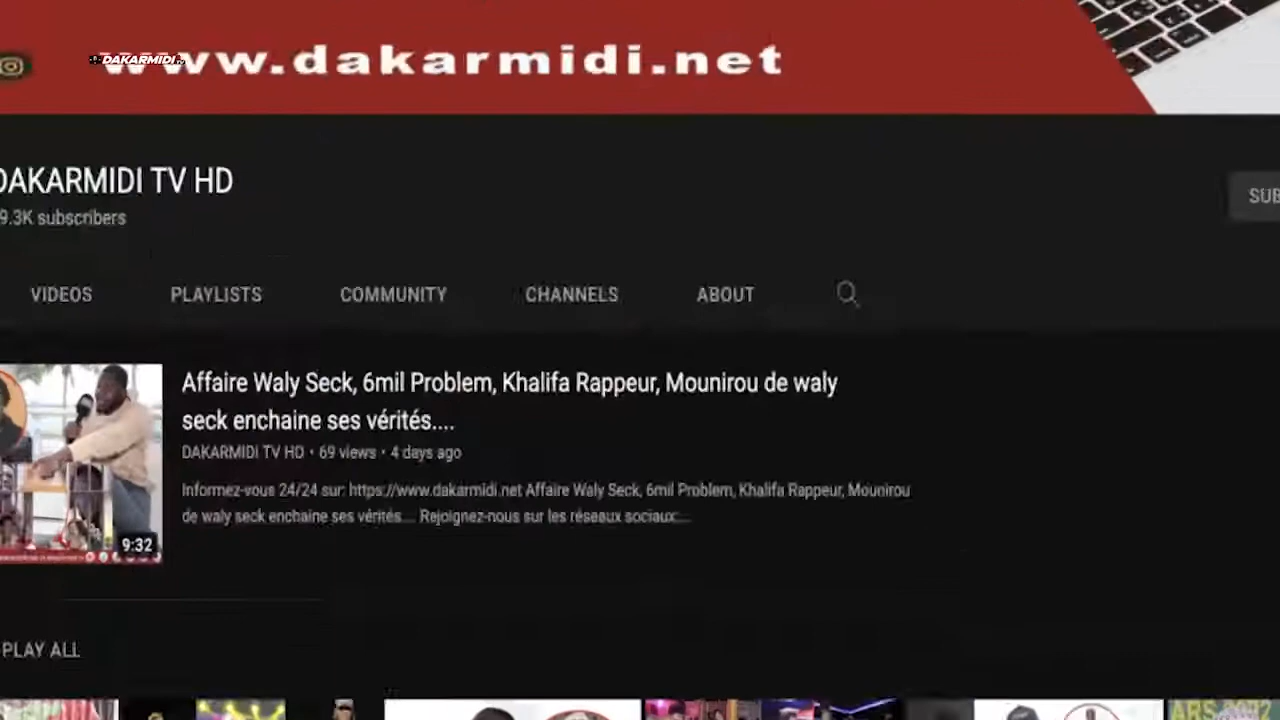 www.dakarmidi.net
DAKARMIDI
DAKARMIDI TV HD
9.3K subscribers
SUB
VIDEOS
PLAYLISTS
COMMUNITY
CHANNELS
ABOUT
Affaire Waly Seck, 6mil Problem, Khalifa Rappeur, Mounirou de waly
seck enchaine ses vérités....
DAKARMIDI TV HD • 69 views • 4 days ago
Informez-vous 24/24 sur: https://www.dakarmidi.net Affaire Waly Seck, 6mil Problem, Khalifa Rappeur, Mounirou
de waly seck enchaine ses vérités.... Rejoignez-nous sur les réseaux sociaux:...
9:32
PLAY ALL